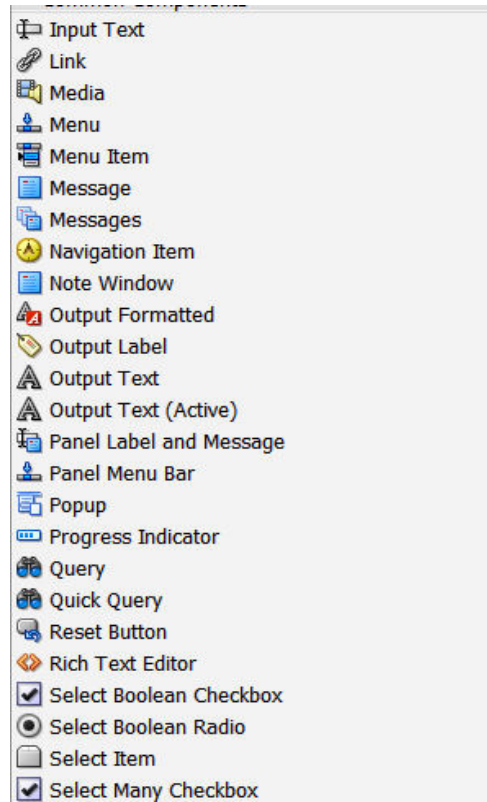 Common Components
Input Text
Link
Media
Menu
Menu Item
Message
Messages
Navigation Item
Note Window
Output Formatted
Output Label
Output Text
Output Text (Active)
Panel Label and Message
Panel Menu Bar
Popup
Progress Indicator
Query
Quick Query
Reset Button
Rich Text Editor
Select Boolean Checkbox
Select Boolean Radio
Select Item
Select Many Checkbox